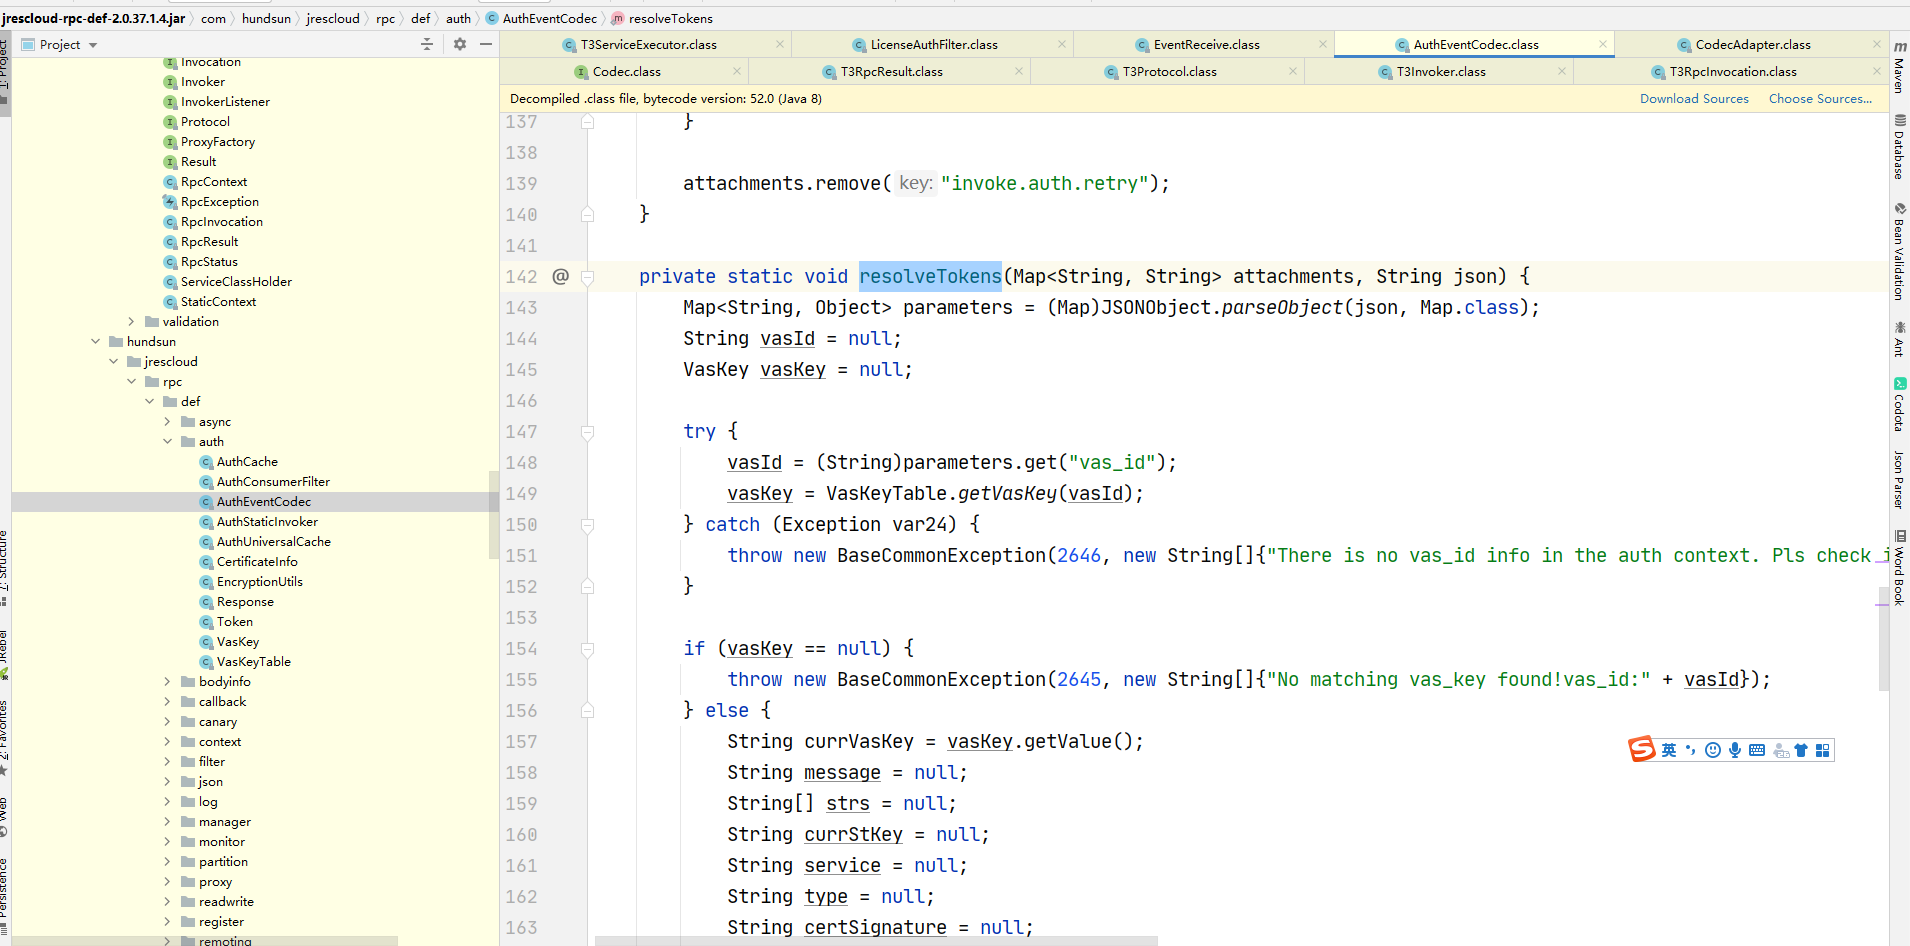 jrescloud-rpc-def-2.0.37.1.4.jar com hundsun jrescloud rpc def auth AuthEventCodec resolveTokens
Project
Invocation
Invoker
InvokerListener
Protocol
ProxyFactory
Result
RpcContext
RpcException
RpcInvocation
RpcResult
RpcStatus
ServiceClassHolder
StaticContext
validation
hundsun
jrescloud
rpc
def
async
auth
AuthCache
AuthConsumerFilter
AuthEventCodec
AuthStaticInvoker
AuthUniversalCache
CertificateInfo
EncryptionUtils
Response
Token
VasKey
VasKeyTable
bodyinfo
callback
canary
context
filter
json
log
manager
monitor
partition
proxy
readwrite
register
remoting
T3ServiceExecutor.class LicenseAuthFilter.class EventReceive.class AuthEventCodec.class CodecAdapter.class
Codec.class T3RpcResult.class T3Protocol.class T3Invoker.class T3RpcInvocation.class
Decompiled .class file, bytecode version: 52.0 (Java 8) Download Sources Choose Sources...
137 }
138
139 attachments.remove( key: "invoke.auth.retry");
140 }
141
142 @ private static void resolveTokens(Map<String, String> attachments, String json) {
143 Map<String, Object> parameters = (Map)JSONObject.parseObject(json, Map.class);
144 String vasId = null;
145 VasKey vasKey = null;
146
147 try {
148 vasId = (String)parameters.get("vas_id");
149 vasKey = VasKeyTable.getVasKey(vasId);
150 } catch (Exception var24) {
151 throw new BaseCommonException(2646, new String[]{"There is no vas_id info in the auth context. Pls check i
152 }
153
154 if (vasKey == null) {
155 throw new BaseCommonException(2645, new String[]{"No matching vas_key found!vas_id:" + vasId});
156 } else {
157 String currVasKey = vasKey.getValue();
158 String message = null;
159 String[] strs = null;
160 String currStKey = null;
161 String service = null;
162 String type = null;
163 String certSignature = null;
英
1: Project
7: Structure
JRebel
2: Favorites
Web
Persistence
m
Maven
Database
Bean Validation
Ant
Codota
Json Parser
Word Book